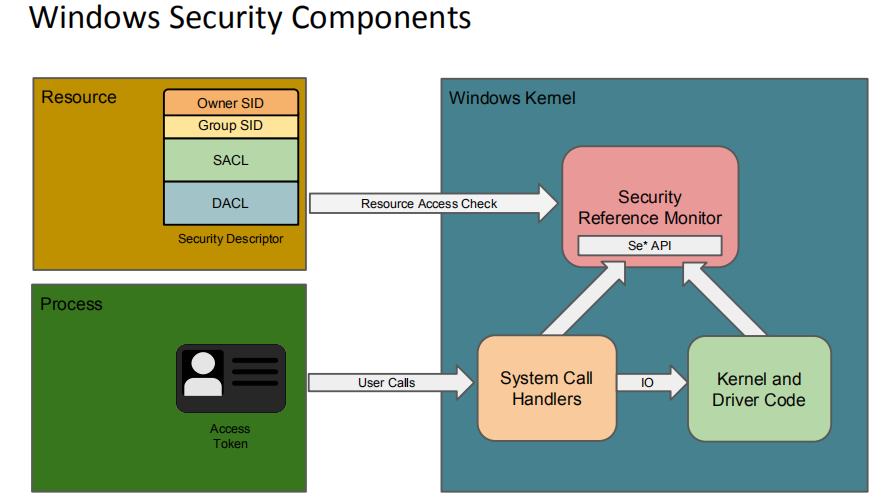 Windows Security Components
Resource
Owner SID
Group SID
SACL
DACL
Security Descriptor
Resource Access Check
Windows Kernel
Security
Reference Monitor
Se* API
Process
Access
Token
User Calls
System Call
Handlers
IO
Kernel and
Driver Code